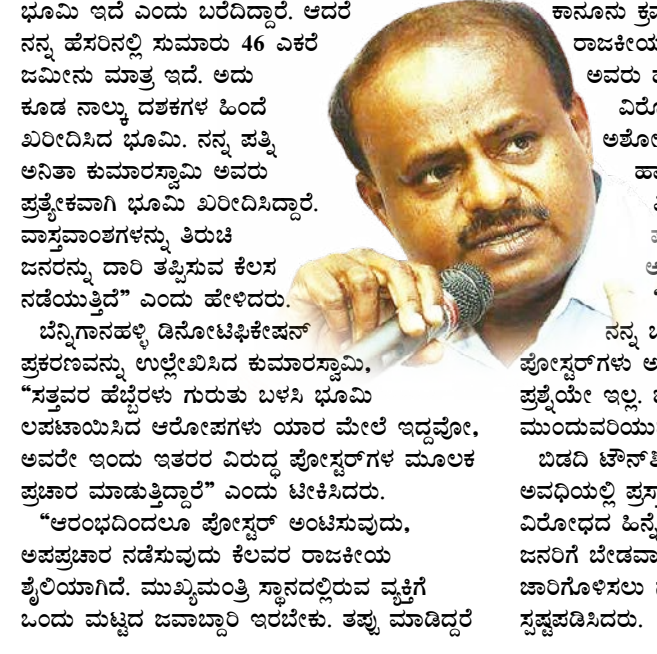 ಭೂಮಿ ಇದೆ ಎಂದು ಬರೆದಿದ್ದಾರೆ. ಆದರೆ
ನನ್ನ ಹೆಸರಿನಲ್ಲಿ ಸುಮಾರು 46 ಎಕರೆ
ಜಮೀನು ಮಾತ್ರ ಇದೆ. ಅದು
ಕೂಡ ನಾಲ್ಕು ದಶಕಗಳ ಹಿಂದೆ
ಖರೀದಿಸಿದ ಭೂಮಿ. ನನ್ನ ಪತ್ನಿ
ಅನಿತಾ ಕುಮಾರಸ್ವಾಮಿ ಅವರು
ಪ್ರತ್ಯೇಕವಾಗಿ ಭೂಮಿ ಖರೀದಿಸಿದ್ದಾರೆ.
ವಾಸ್ತವಾಂಶಗಳನ್ನು ತಿರುಚಿ
ಜನರನ್ನು ದಾರಿ ತಪ್ಪಿಸುವ ಕೆಲಸ
ನಡೆಯುತ್ತಿದೆ” ಎಂದು ಹೇಳಿದರು.
ಬೆನ್ನಿಗಾನಹಳ್ಳಿ ಡಿನೋಟಿಫಿಕೇಷನ್
ಪ್ರಕರಣವನ್ನು ಉಲ್ಲೇಖಿಸಿದ ಕುಮಾರಸ್ವಾಮಿ,
“ಸತ್ತವರ ಹೆಬ್ಬೆರಳು ಗುರುತು ಬಳಸಿ ಭೂಮಿ
ಲಪಟಾಯಿಸಿದ ಆರೋಪಗಳು ಯಾರ ಮೇಲೆ ಇದ್ದವೋ,
ಅವರೇ ಇಂದು ಇತರರ ವಿರುದ್ಧ ಪೋಸ್ಟರ್‌ಗಳ ಮೂಲಕ
ಪ್ರಚಾರ ಮಾಡುತ್ತಿದ್ದಾರೆ” ಎಂದು ಟೀಕಿಸಿದರು.
“ಆರಂಭದಿಂದಲೂ ಪೋಸ್ಟರ್ ಅಂಟಿಸುವುದು,
ಅಪಪ್ರಚಾರ ನಡೆಸುವುದು ಕೆಲವರ ರಾಜಕೀಯ
ಶೈಲಿಯಾಗಿದೆ. ಮುಖ್ಯಮಂತ್ರಿ ಸ್ಥಾನದಲ್ಲಿರುವ ವ್ಯಕ್ತಿಗೆ
ಒಂದು ಮಟ್ಟದ ಜವಾಬ್ದಾರಿ ಇರಬೇಕು. ತಪ್ಪು ಮಾಡಿದ್ದರೆ
ಕಾನೂನು
ರಾಜಕೀಯ
ಅವರು
ನನ್ನ
ಪೋಸ್ಟರ್‌ಗಳು
ಪ್ರಶ್ನೆಯೇ ಇಲ್ಲ.
ಬಿಡದಿ
ಅವಧಿಯಲ್ಲಿ
ವಿರೋಧದ
ಜನರಿಗೆ
ಜಾರಿಗೊಳಿಸಲು
ಸ್ಪಷ್ಟಪಡಿಸಿದರು.